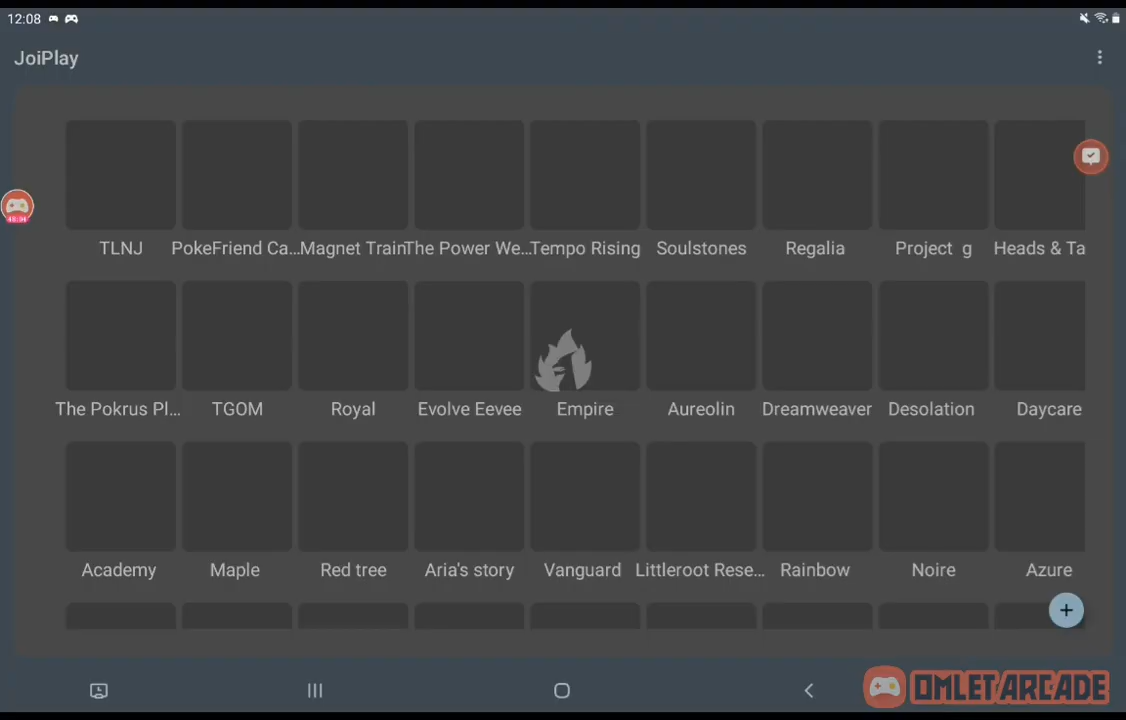 12:08
JoiPlay
TLNJ PokeFriend Ca... Magnet Train The Power We... Tempo Rising Soulstones Regalia Project g Heads & Ta
The Pokrus Pl... TGOM Royal Evolve Eevee Empire Aureolin Dreamweaver Desolation Daycare
Academy Maple Red tree Aria's story Vanguard Littleroot Rese... Rainbow Noire Azure
OMLET ARCADE